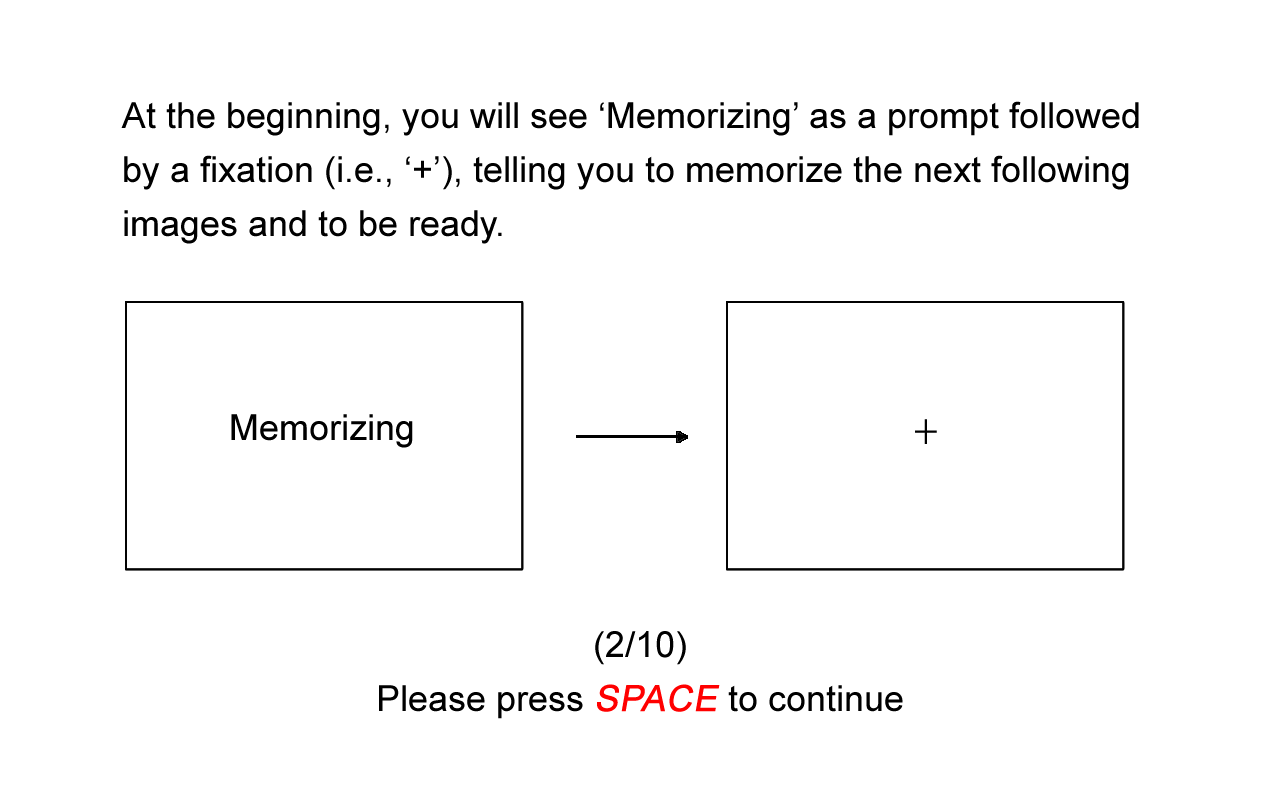 At the beginning, you will see ‘Memorizing’ as a prompt followed
by a fixation (i.e., ‘+’), telling you to memorize the next following
images and to be ready.
Memorizing
+
(2/10)
Please press SPACE to continue